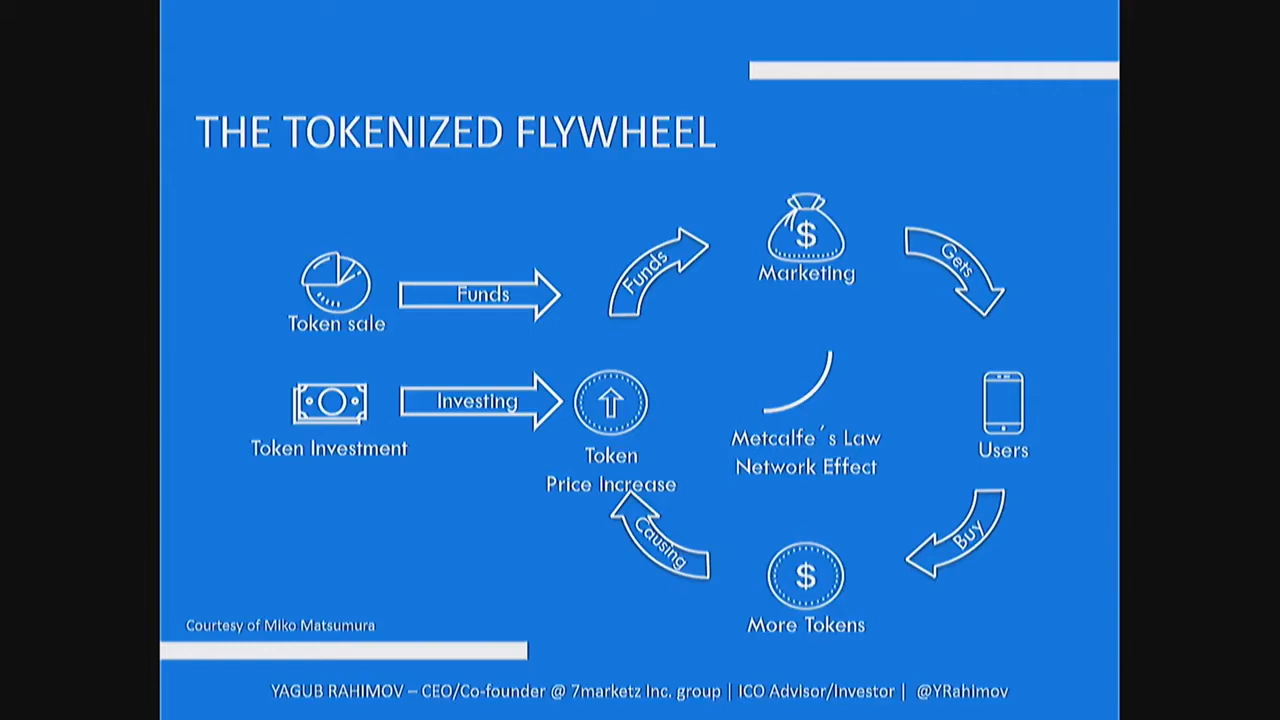 THE TOKENIZED FLYWHEEL
$
Marketing
Funds
Gets
Funds
Token sale
Investing
Token Investment
Token
Price Increase
Metcalfe´s Law
Network Effect
Users
Causing
Buy
$
More Tokens
Courtesy of Miko Matsumura
YAGUB RAHIMOV – CEO/Co-founder @ 7marketz Inc. group | ICO Advisor/Investor | @YRahimov